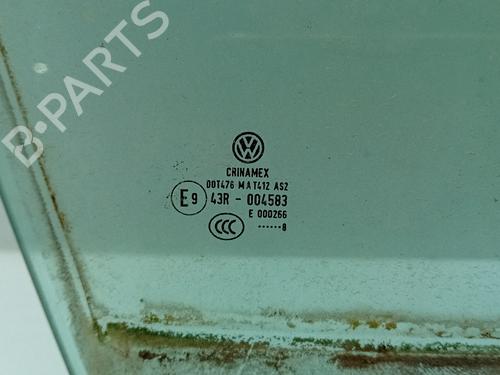 B-PARTS
CRINAMEX
DOT476 M AT412 AS2
E9 43R - 004583
E 000266
CCC
......8